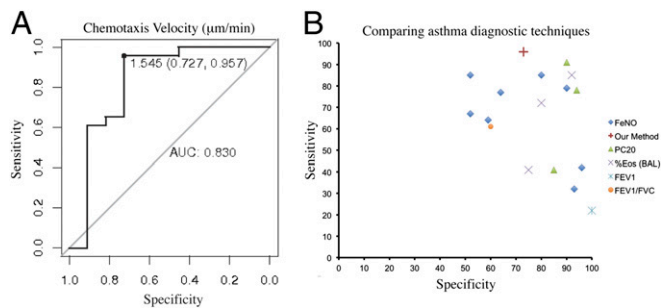 A
Chemotaxis Velocity (μm/min)
Sensitivity
1.0
0.8
0.6
0.4
0.2
0.0
1.545 (0.727, 0.957)
AUC: 0.830
1.0 0.8 0.6 0.4 0.2 0.0
Specificity
B
Comparing asthma diagnostic techniques
Sensitivity
100
90
80
70
60
50
40
30
20
10
0
0 10 20 30 40 50 60 70 80 90 100
Specificity
FeNO
Our Method
PC20
%Eos (BAL)
FEV1
FEV1/FVC